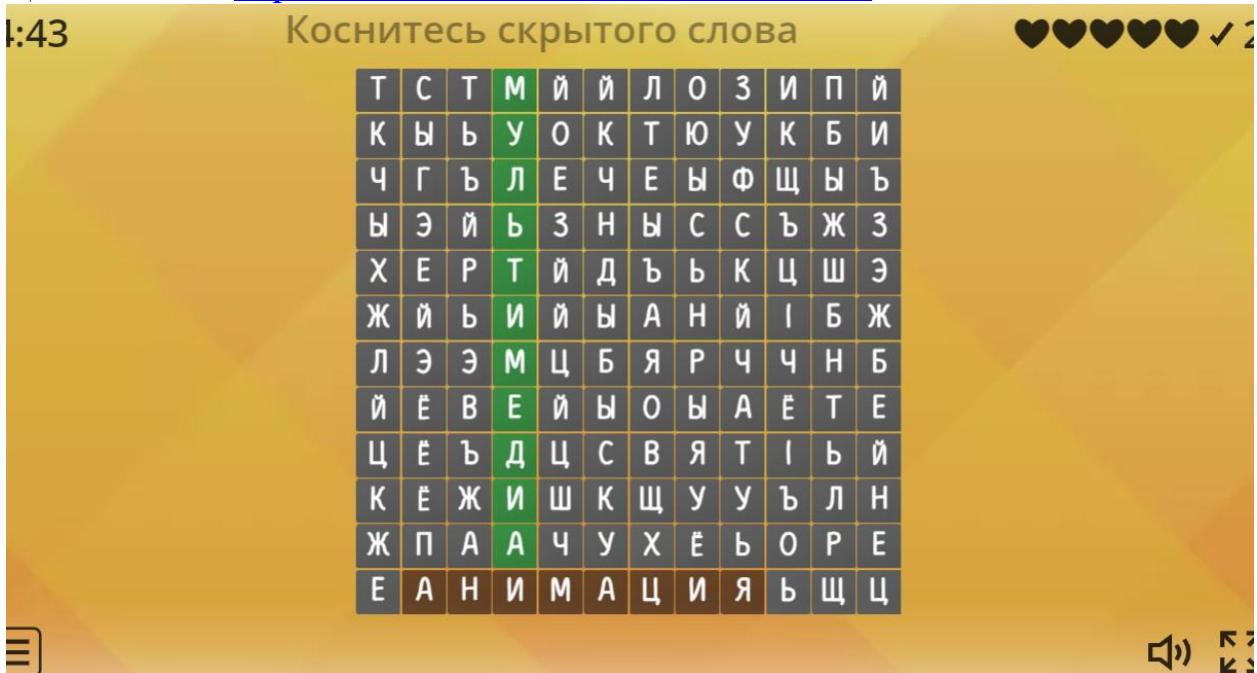 4:43 Коснитесь скрытого слова
Т С Т М Й Й Л О З И П Й
К Ы Ь У О К Т Ю У К Б И
Ч Г Ъ Л Е Ч Е Ы Ф Щ Ы Ъ
Ы Э Й Ь З Н Ы С С Ъ Ж З
Х Е Р Т Й Д Ъ Ь К Ц Ш Э
Ж Й Ь И Й Ы А Н Й І Б Ж
Л Э Э М Ц Б Я Р Ч Ч Н Б
Й Ё В Е Й Ы О Ы А Ё Т Е
Ц Ё Ъ Д Ц С В Я Т І Ь Й
К Ё Ж И Ш К Щ У У Ъ Л Н
Ж П А А Ч У Х Ё Ь О Р Е
Е А Н И М А Ц И Я Ь Щ Ц